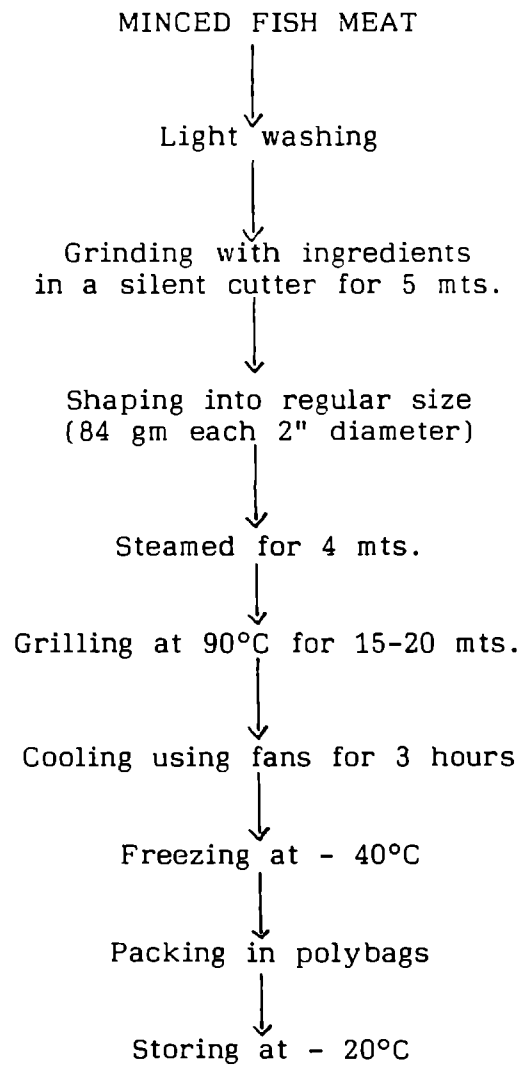 MINCED FISH MEAT
Light washing
Grinding with ingredients
in a silent cutter for 5 mts.
Shaping into regular size
(84 gm each 2" diameter)
Steamed for 4 mts.
Grilling at 90°C for 15-20 mts.
Cooling using fans for 3 hours
Freezing at - 40°C
Packing in polybags
Storing at - 20°C